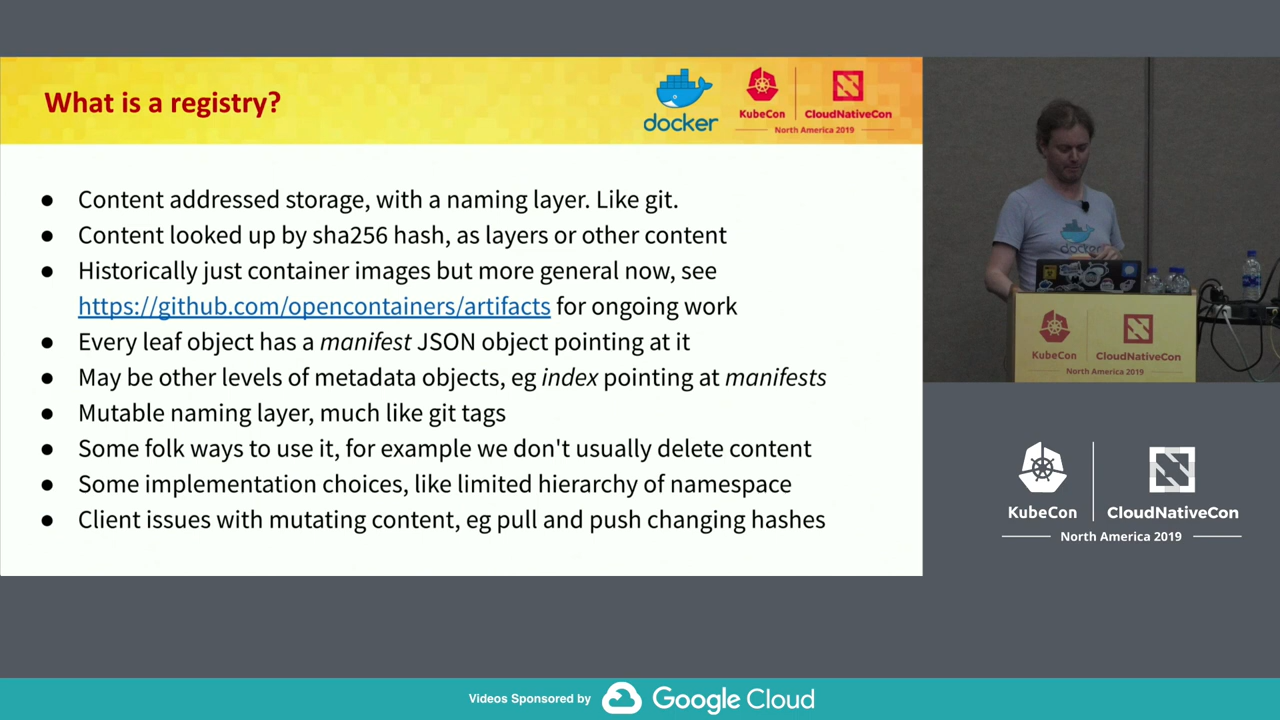 What is a registry?
docker
KubeCon
CloudNativeCon
North America 2019
● Content addressed storage, with a naming layer. Like git.
● Content looked up by sha256 hash, as layers or other content
● Historically just container images but more general now, see
https://github.com/opencontainers/artifacts for ongoing work
● Every leaf object has a manifest JSON object pointing at it
● May be other levels of metadata objects, eg index pointing at manifests
● Mutable naming layer, much like git tags
● Some folk ways to use it, for example we don't usually delete content
● Some implementation choices, like limited hierarchy of namespace
● Client issues with mutating content, eg pull and push changing hashes
docker
KubeCon
CloudNativeCon
North America 2019
KubeCon
CloudNativeCon
North America 2019
Videos Sponsored by Google Cloud